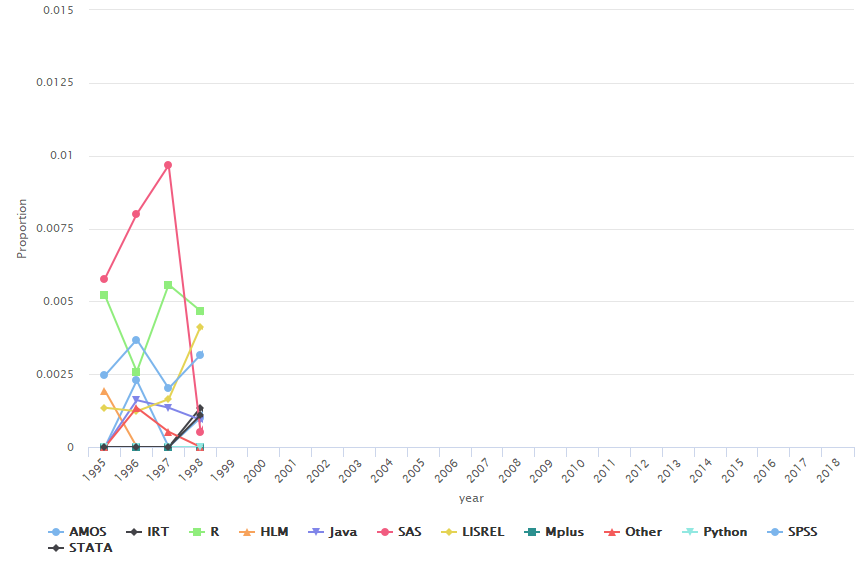 0.015
0.0125
0.01
0.0075
0.005
0.0025
0
Proportion
1995 1996 1997 1998 1999 2000 2001 2002 2003 2004 2005 2006 2007 2008 2009 2010 2011 2012 2013 2014 2015 2016 2017 2018
year
AMOS IRT R HLM Java SAS LISREL Mplus Other Python SPSS
STATA